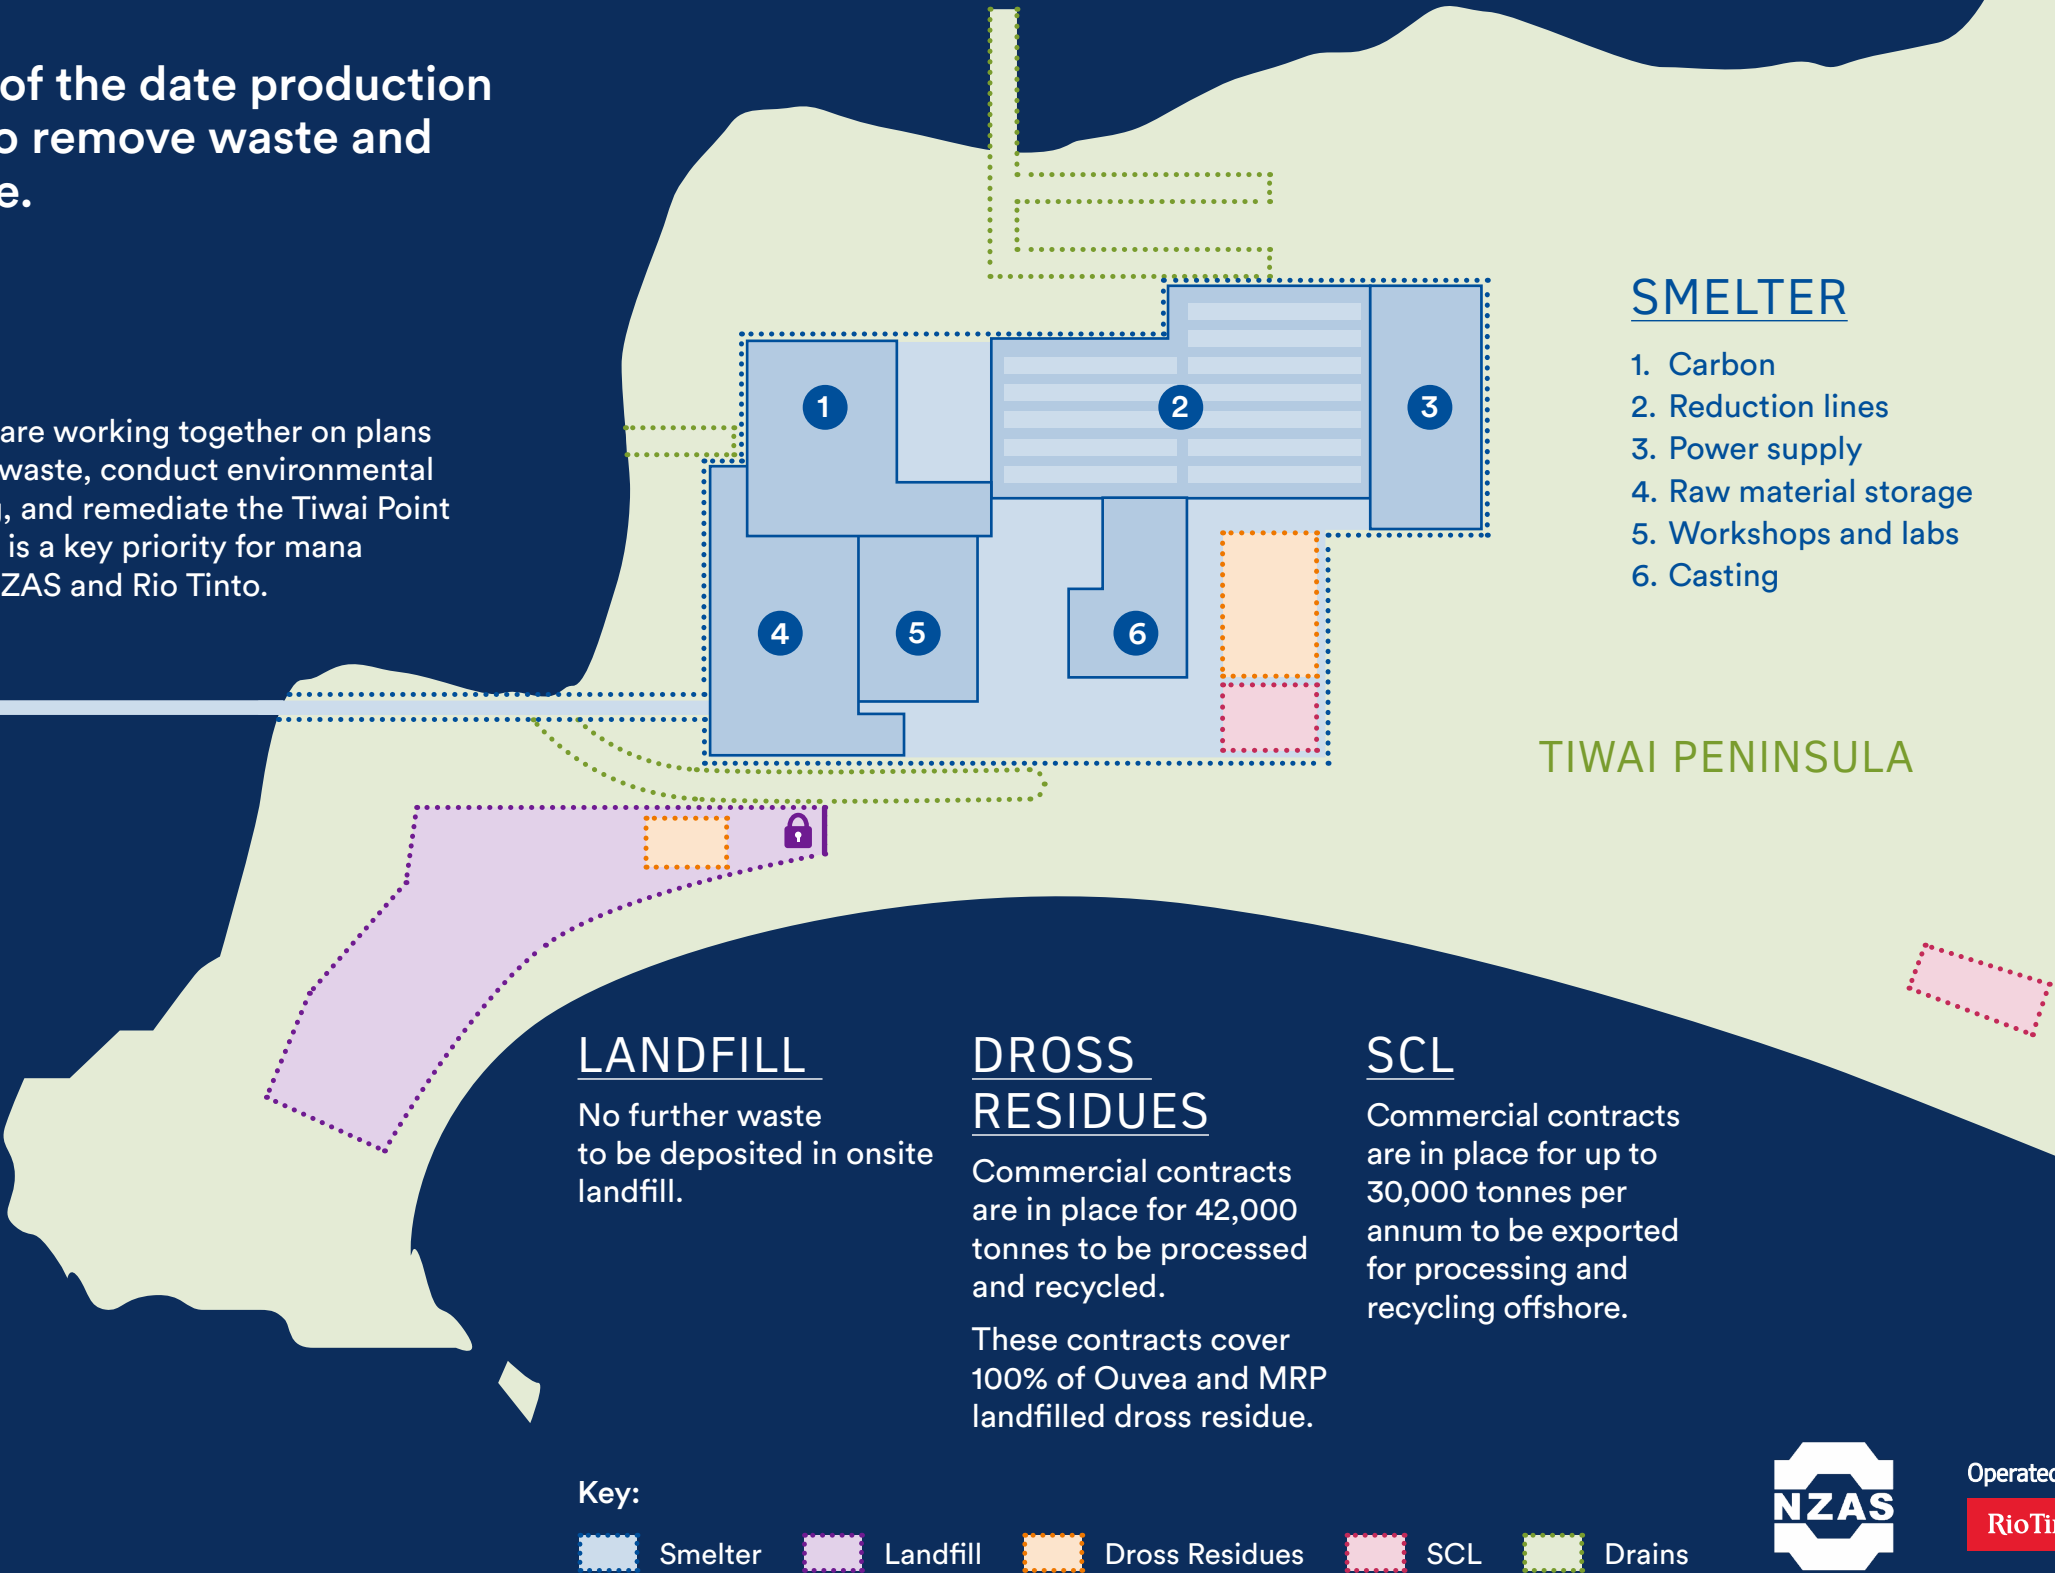 of the date production
o remove waste and
e.
are working together on plans
waste, conduct environmental
, and remediate the Tiwai Point
is a key priority for mana
ZAS and Rio Tinto.
1
2
3
4
5
6
SMELTER
1. Carbon
2. Reduction lines
3. Power supply
4. Raw material storage
5. Workshops and labs
6. Casting
TIWAI PENINSULA
LANDFILL
No further waste
to be deposited in onsite
landfill.
DROSS
RESIDUES
Commercial contracts
are in place for 42,000
tonnes to be processed
and recycled.
These contracts cover
100% of Ouvea and MRP
landfilled dross residue.
SCL
Commercial contracts
are in place for up to
30,000 tonnes per
annum to be exported
for processing and
recycling offshore.
Key:
Smelter
Landfill
Dross Residues
SCL
Drains
NZAS
Operated
RioTi